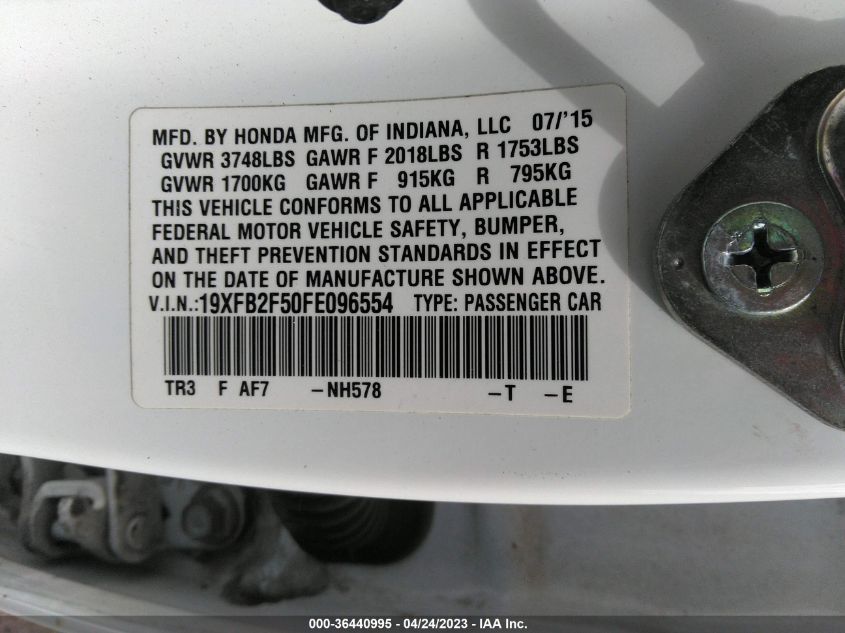 MFD. BY HONDA MFG. OF INDIANA, LLC 07/'15
GVWR 3748LBS GAWR F 2018LBS R 1753LBS
GVWR 1700KG GAWR F 915KG R 795KG
THIS VEHICLE CONFORMS TO ALL APPLICABLE
FEDERAL MOTOR VEHICLE SAFETY, BUMPER,
AND THEFT PREVENTION STANDARDS IN EFFECT
ON THE DATE OF MANUFACTURE SHOWN ABOVE.
V.I.N.:19XFB2F50FE096554 TYPE: PASSENGER CAR
TR3 F AF7 –NH578 –T –E
000-36440995 - 04/24/2023 - IAA Inc.